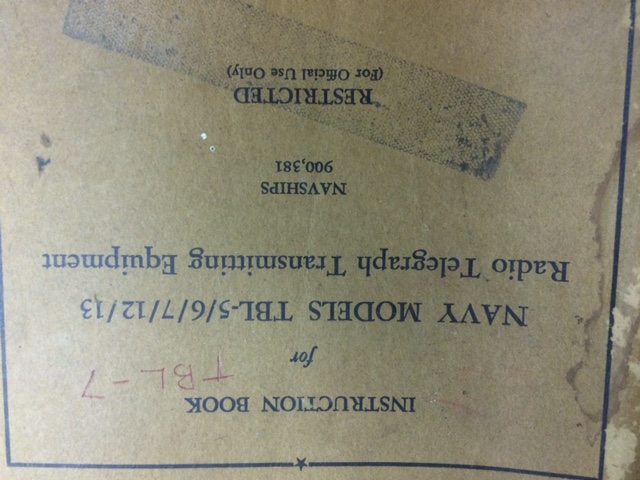 INSTRUCTION BOOK
for
TBL-7
NAVY MODELS TBL-5/6/7/12/13
Radio Telegraph Transmitting Equipment
NAVSHIPS
900,381
RESTRICTED
(For Official Use Only)